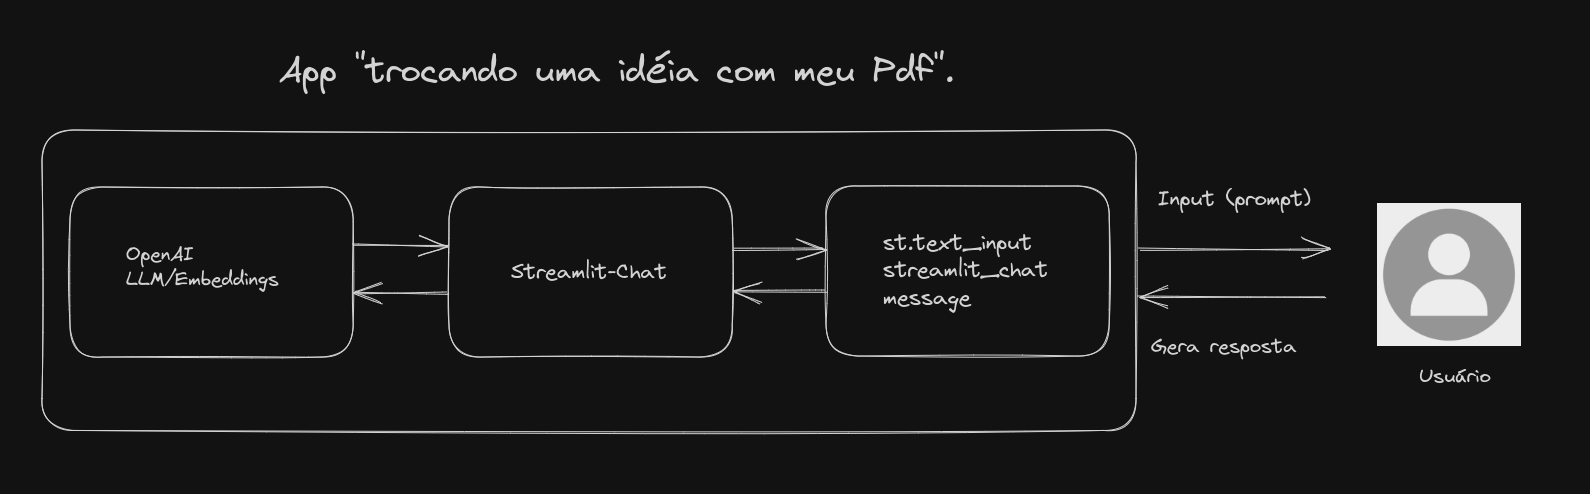 App "trocando uma idéia com meu Pdf".
OpenAI
LLM/Embeddings
Streamlit-Chat
st.text_input
streamlit_chat
message
Input (prompt)
Gera resposta
Usuário